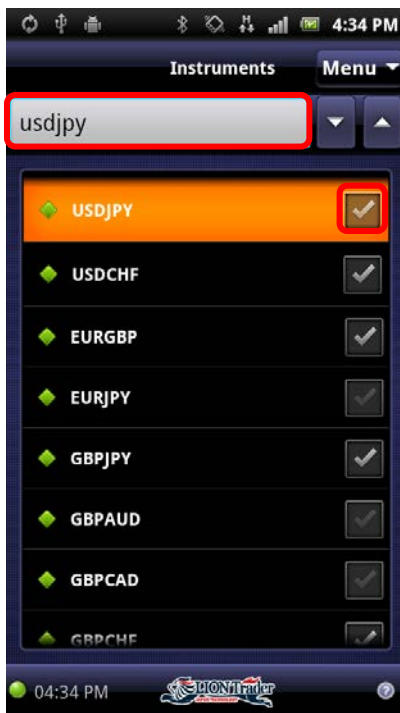 4:34 PM
Instruments
Menu
usdjpy
USDJPY
USDCHF
EURGBP
EURJPY
GBPJPY
GBPAUD
GBPCAD
GBPCHF
04:34 PM
LIONTrader
?